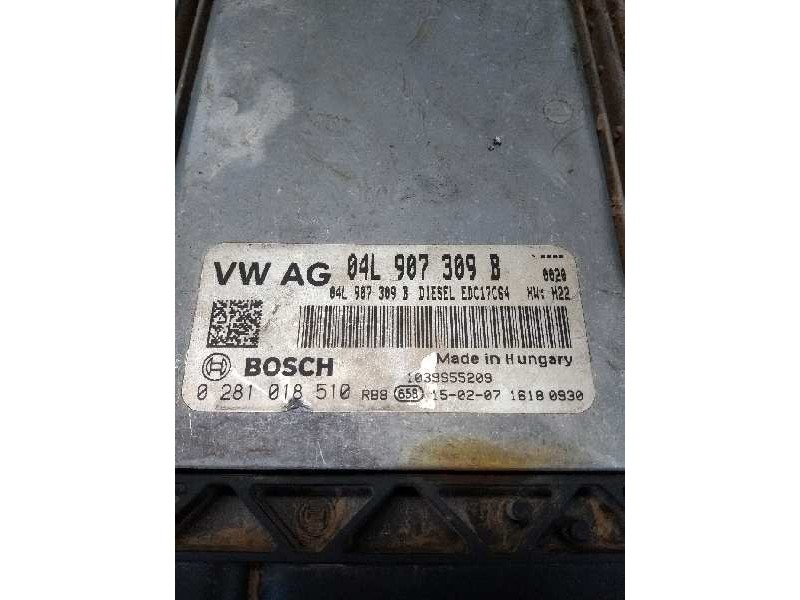 VW AG 04L 907 309 B
0020
04L 907 309 B DIESEL EDC17C64 HW: H22
BOSCH
Made in Hungary
1039S55209
0 281 018 510 RB8 658 15-02-07 1618 0930